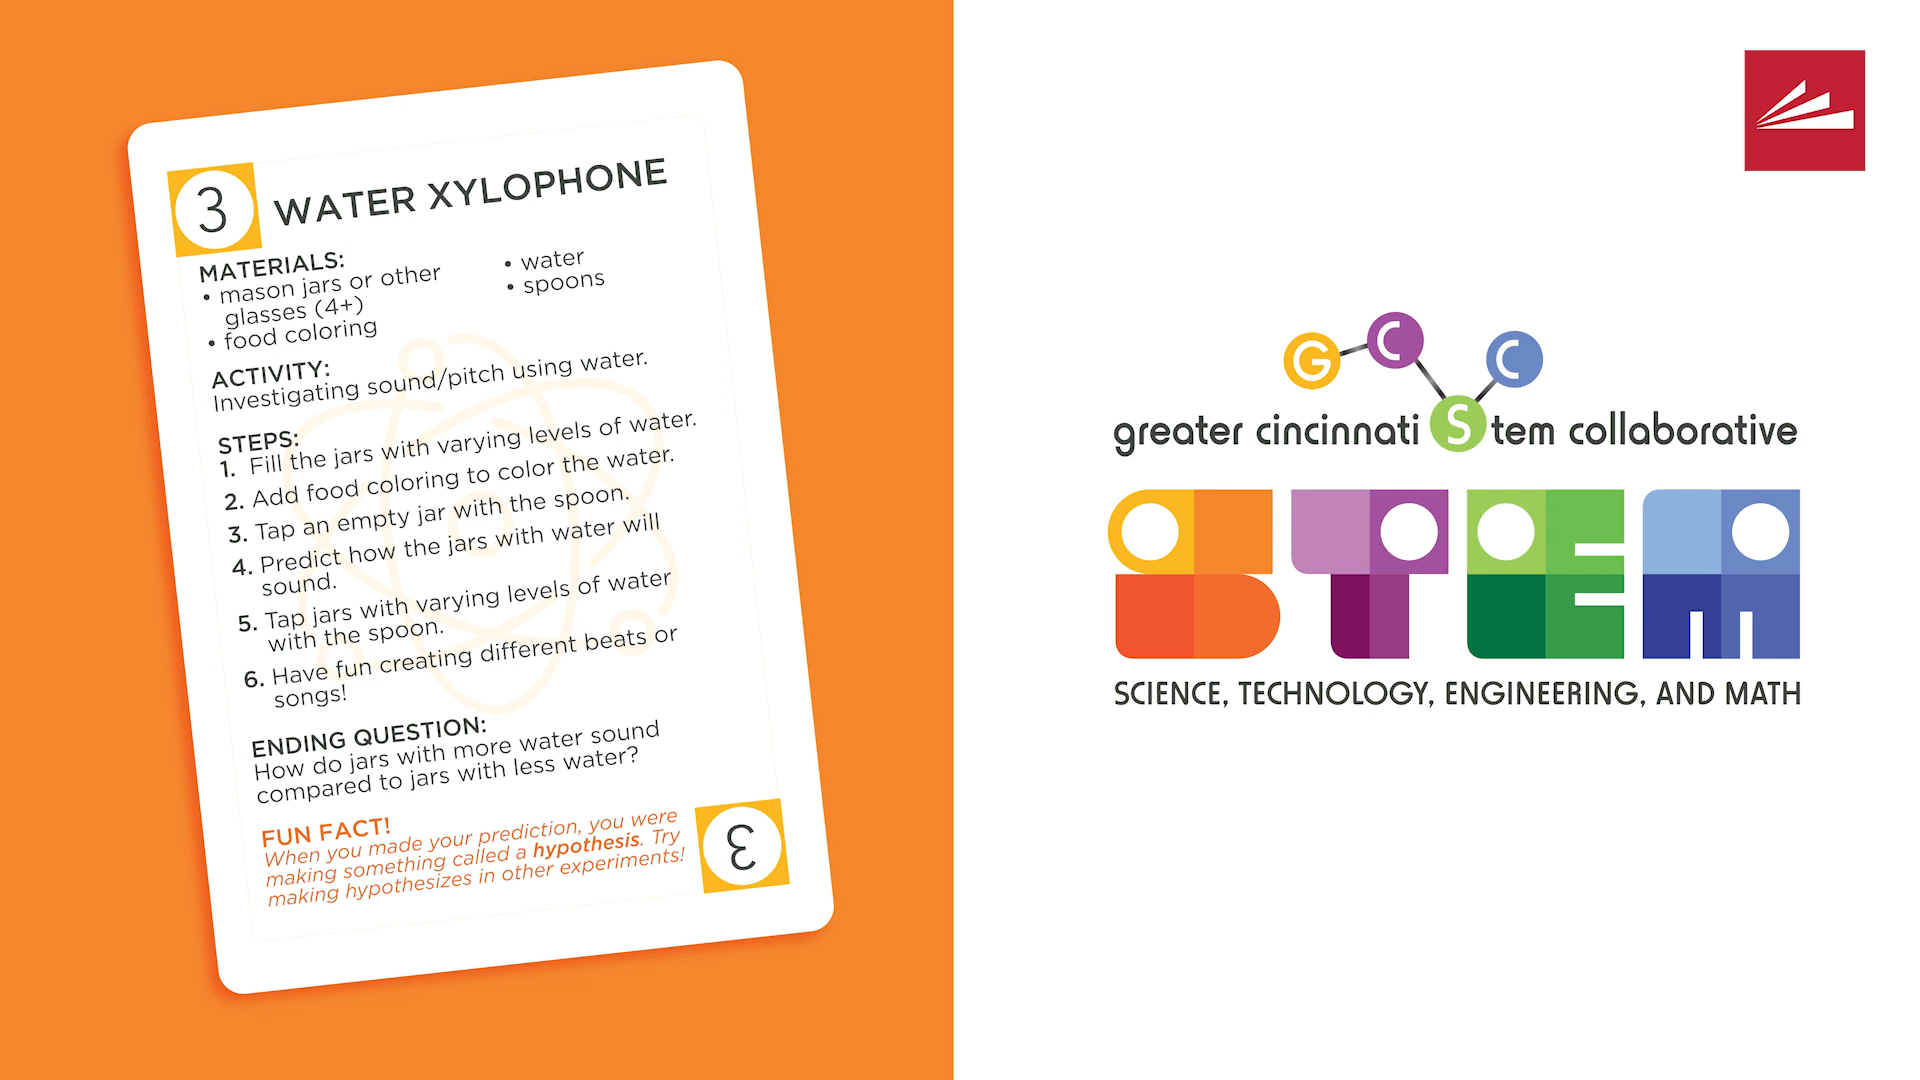 3
WATER XYLOPHONE
MATERIALS:
• mason jars or other
glasses (4+)
• food coloring
• water
• spoons
ACTIVITY:
Investigating sound/pitch using water.
STEPS:
1. Fill the jars with varying levels of water.
2. Add food coloring to color the water.
3. Tap an empty jar with the spoon.
4. Predict how the jars with water will
sound.
5. Tap jars with varying levels of water
with the spoon.
6. Have fun creating different beats or
songs!
ENDING QUESTION:
How do jars with more water sound
compared to jars with less water?
FUN FACT!
When you made your prediction, you were
making something called a hypothesis. Try
making hypothesizes in other experiments!
3
G C S C
greater cincinnati Stem collaborative
STEM
SCIENCE, TECHNOLOGY, ENGINEERING, AND MATH